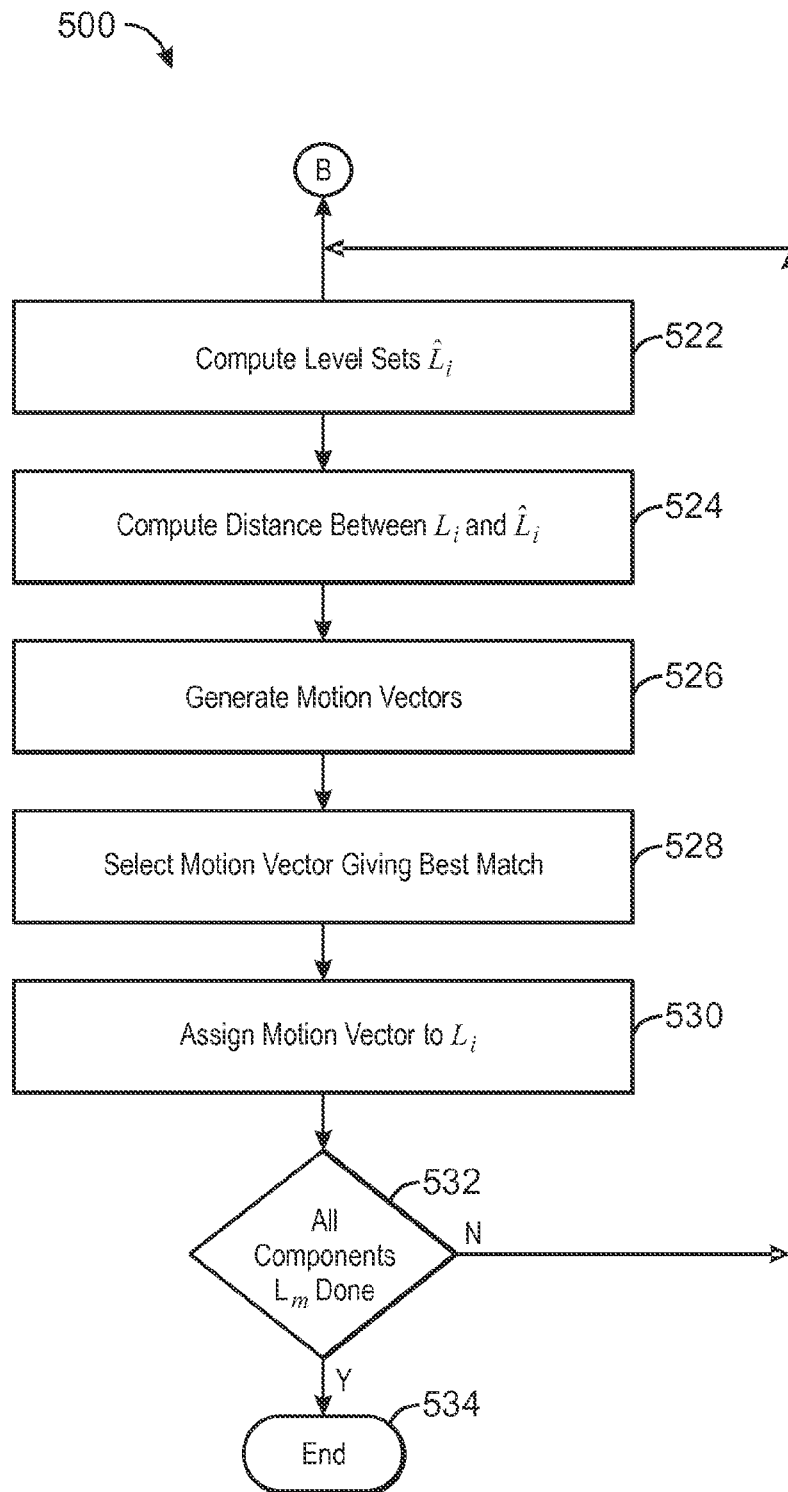 500
B
Compute Level Sets L̂ᵢ
522
Compute Distance Between Lᵢ and L̂ᵢ
524
Generate Motion Vectors
526
Select Motion Vector Giving Best Match
528
Assign Motion Vector to Lᵢ
530
532
All
Components
Lₘ Done
N
Y
534
End